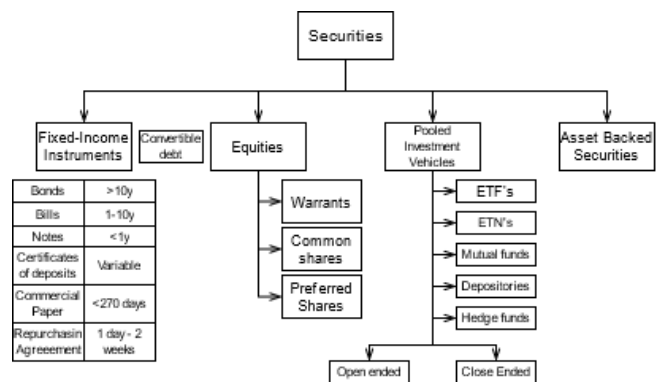 Securities
Fixed-Income
Instruments
Convertible
debt
Equities
Pooled
Investment
Vehicles
Asset Backed
Securities
Bonds >10y
Bills 1-10y
Notes <1y
Certificates
of deposits Variable
Commercial
Paper <270 days
Repurchasin
Agreeement 1 day - 2
weeks
Warrants
Common
shares
Preferred
Shares
ETF's
ETN's
Mutual funds
Depositories
Hedge funds
Open ended
Close Ended